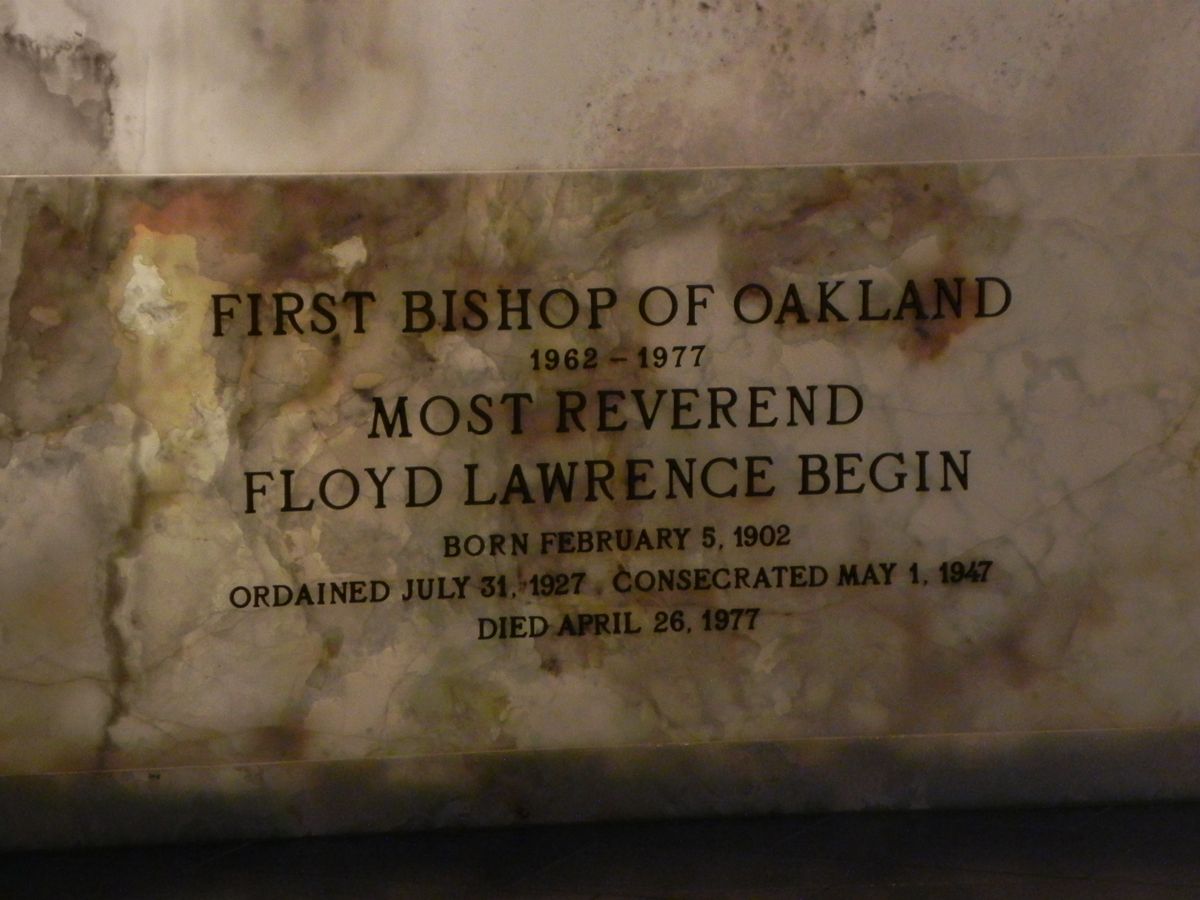 FIRST BISHOP OF OAKLAND
1962 – 1977
MOST REVEREND
FLOYD LAWRENCE BEGIN
BORN FEBRUARY 5, 1902
ORDAINED JULY 31, 1927 . CONSECRATED MAY 1, 1947
DIED APRIL 26, 1977